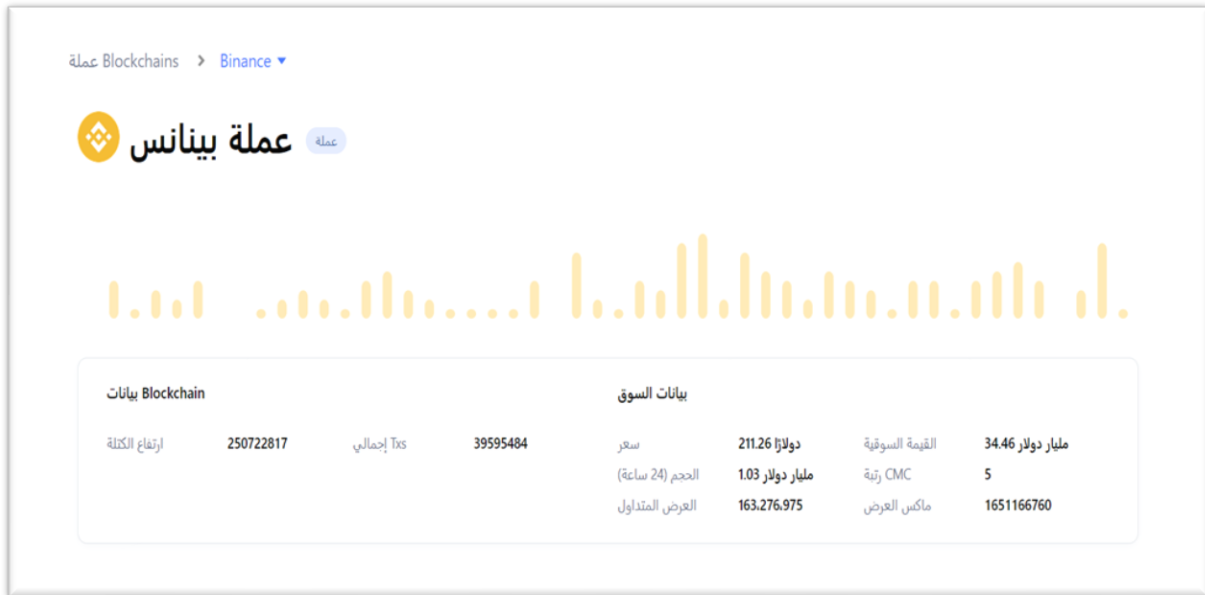 عملة Blockchains > Binance ▼
عملة بينانس عملة
بيانات Blockchain
ارتفاع الكتلة 250722817 إجمالي Txs 39595484
بيانات السوق
سعر 211.26 دولارًا القيمة السوقية 34.46 مليار دولار
الحجم (24 ساعة) 1.03 مليار دولار رتبة CMC 5
العرض المتداول 163،276،975 ماكس العرض 1651166760